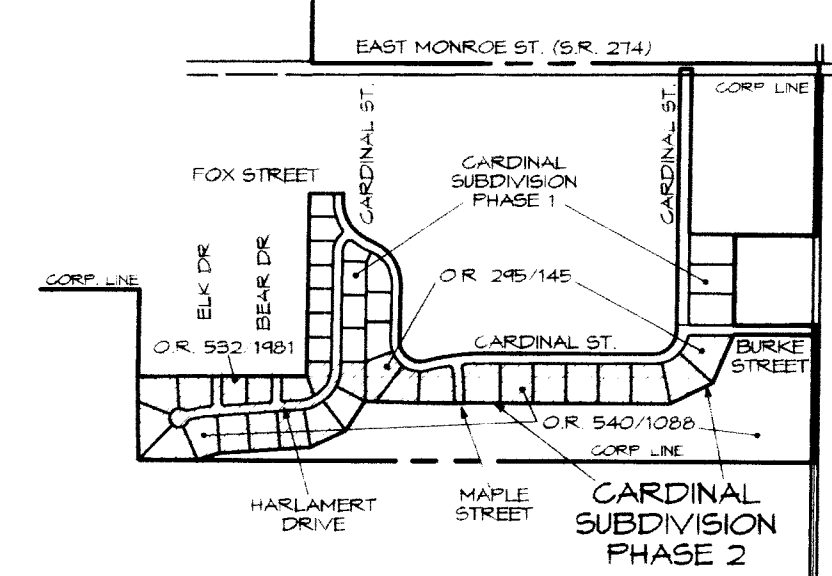 EAST MONROE ST. (S.R. 274)
CORP. LINE
CARDINAL ST.
CARDINAL ST.
CARDINAL
SUBDIVISION
PHASE 1
FOX STREET
ELK DR
BEAR DR
CORP. LINE
O.R. 295/145
O.R. 532/1981
CARDINAL ST.
BURKE
STREET
O.R. 540/1088
CORP. LINE
HARLAMERT
DRIVE
MAPLE
STREET
CARDINAL
SUBDIVISION
PHASE 2